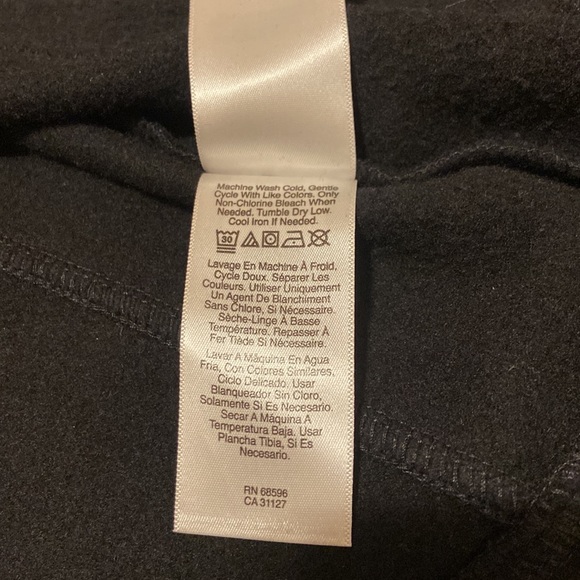 Machine Wash Cold, Gentle
Cycle With Like Colors. Only
Non-Chlorine Bleach When
Needed. Tumble Dry Low.
Cool Iron If Needed.
30
Lavage En Machine À Froid,
Cycle Doux. Séparer Les
Couleurs. Utiliser Uniquement
Un Agent De Blanchiment
Sans Chlore, Si Nécessaire.
Sèche-Linge À Basse
Température. Repasser À
Fer Tiède Si Nécessaire.
Lavar A Máquina En Agua
Fria, Con Colores Similares,
Ciclo Delicado. Usar
Blanqueador Sin Cloro,
Solamente Si Es Necesario.
Secar A Máquina A
Temperatura Baja. Usar
Plancha Tibia, Si Es
Necesario.
RN 68596
CA 31127